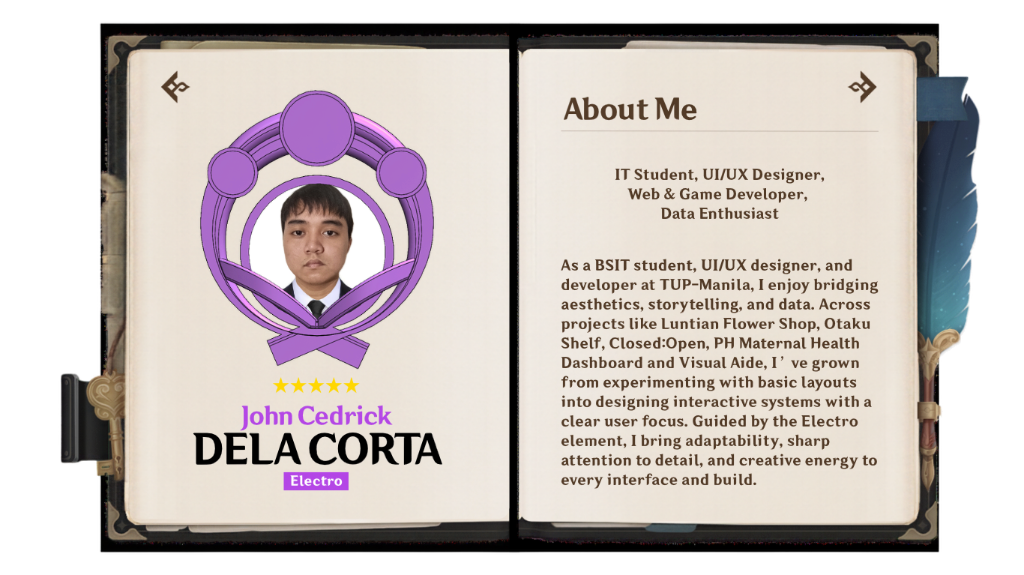 ★★★★★
John Cedrick
DELA CORTA
Electro
About Me
IT Student, UI/UX Designer,
Web & Game Developer,
Data Enthusiast
As a BSIT student, UI/UX designer, and
developer at TUP-Manila, I enjoy bridging
aesthetics, storytelling, and data. Across
projects like Luntian Flower Shop, Otaku
Shelf, Closed:Open, PH Maternal Health
Dashboard and Visual Aide, I’ve grown
from experimenting with basic layouts
into designing interactive systems with a
clear user focus. Guided by the Electro
element, I bring adaptability, sharp
attention to detail, and creative energy to
every interface and build.